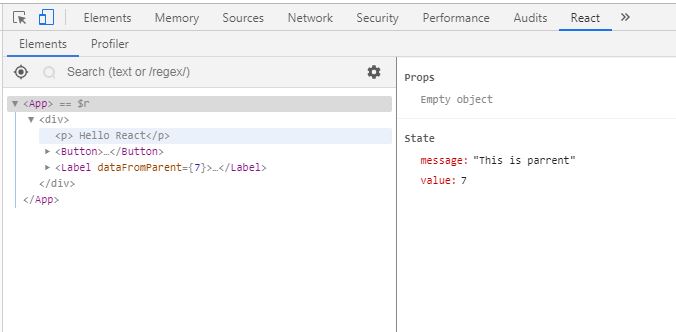 Elements Memory Sources Network Security Performance Audits React »
Elements Profiler
Search (text or /regex/)
▼ <App> == $r
▼ <div>
<p> Hello React</p>
▶ <Button>…</Button>
▶ <Label dataFromParent={7}>…</Label>
</div>
</App>
Props
Empty object
State
message: "This is parrent"
value: 7